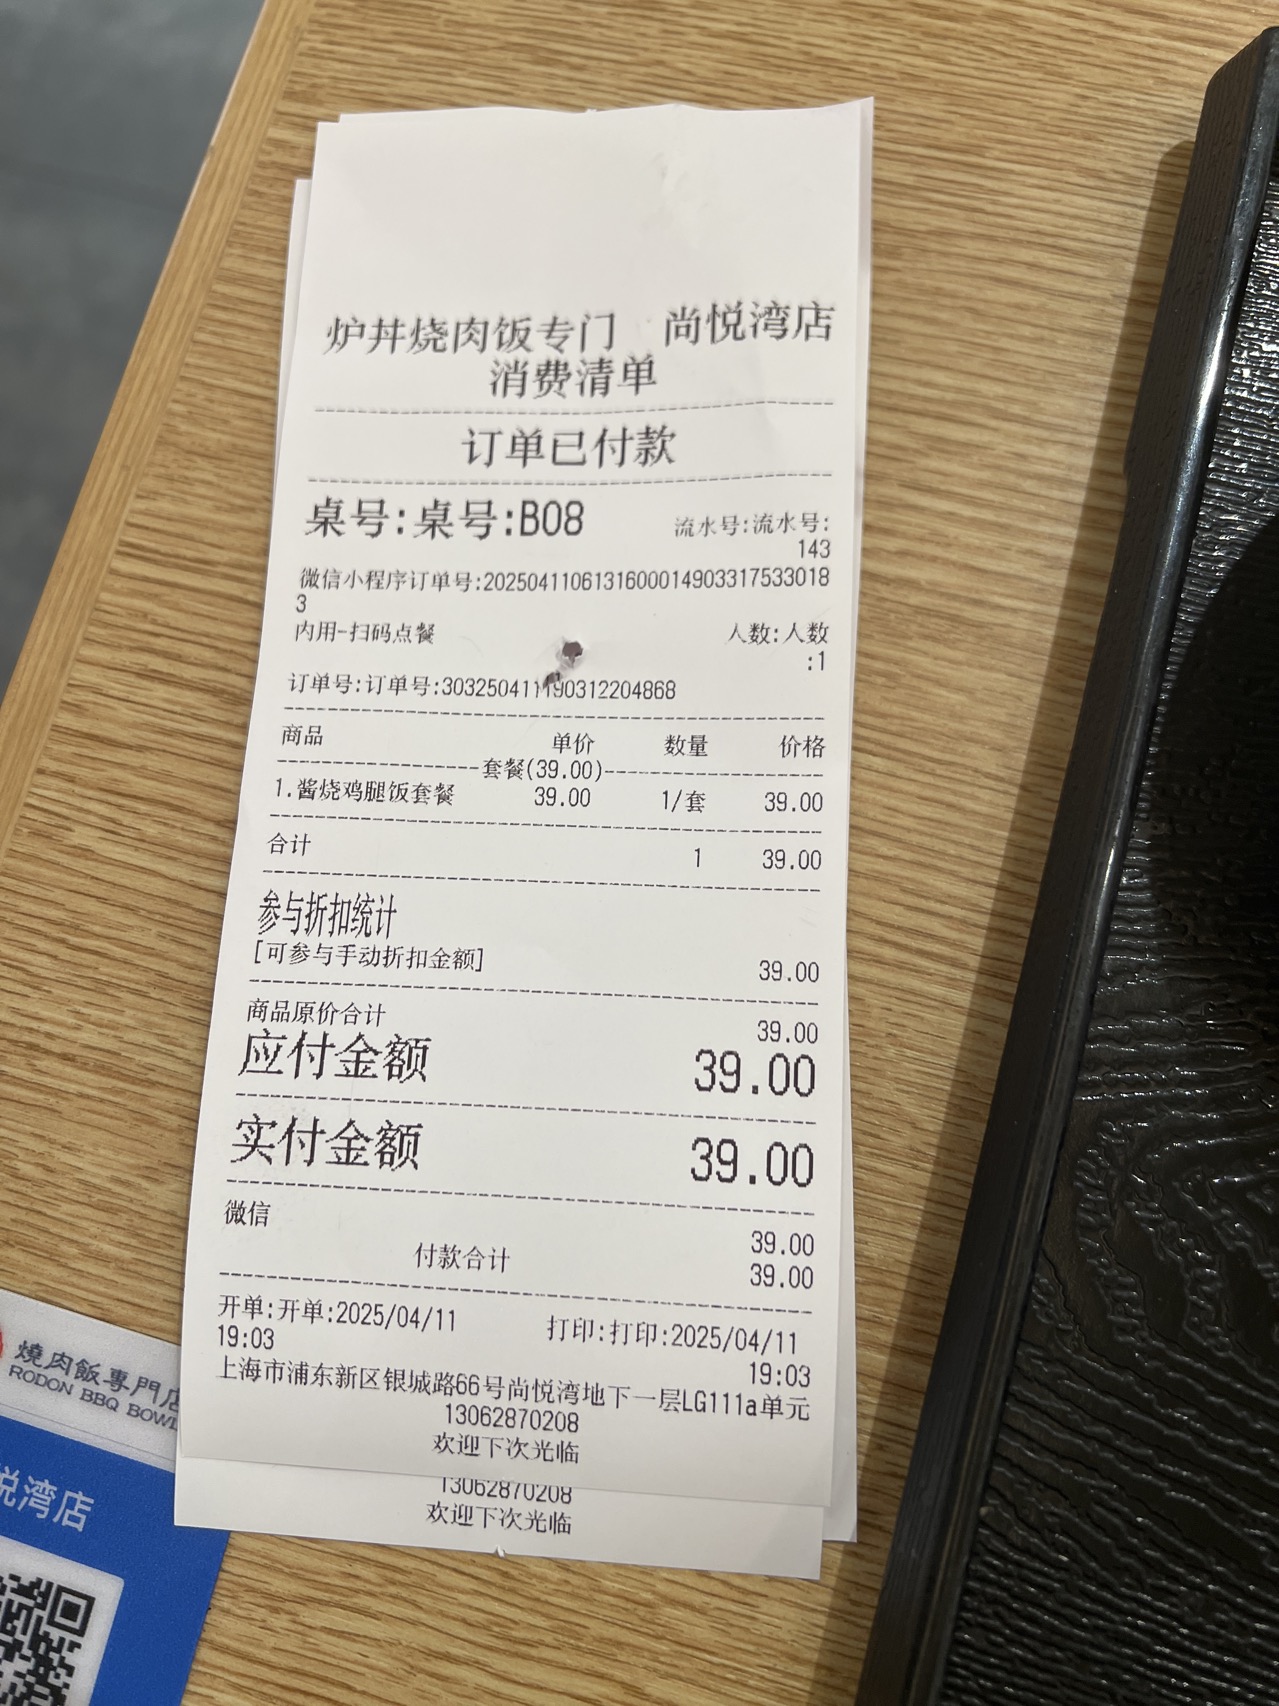 炉丼烧肉饭专门 尚悦湾店
消费清单
订单已付款
桌号:桌号:B08
流水号:流水号:
143
微信小程序订单号:2025041106131600014903317533018
3
内用-扫码点餐
人数:人数
:1
订单号:订单号:303250411190312204868
商品 单价 数量 价格
套餐(39.00)
1.酱烧鸡腿饭套餐 39.00 1/套 39.00
合计 1 39.00
参与折扣统计
[可参与手动折扣金额] 39.00
商品原价合计 39.00
应付金额 39.00
实付金额 39.00
微信 39.00
付款合计 39.00
开单:开单:2025/04/11
19:03
打印:打印:2025/04/11
19:03
上海市浦东新区银城路66号尚悦湾地下一层LG111a单元
13062870208
欢迎下次光临
13062870208
欢迎下次光临
燒肉飯專門店
RODON BBQ BOWL
悦湾店